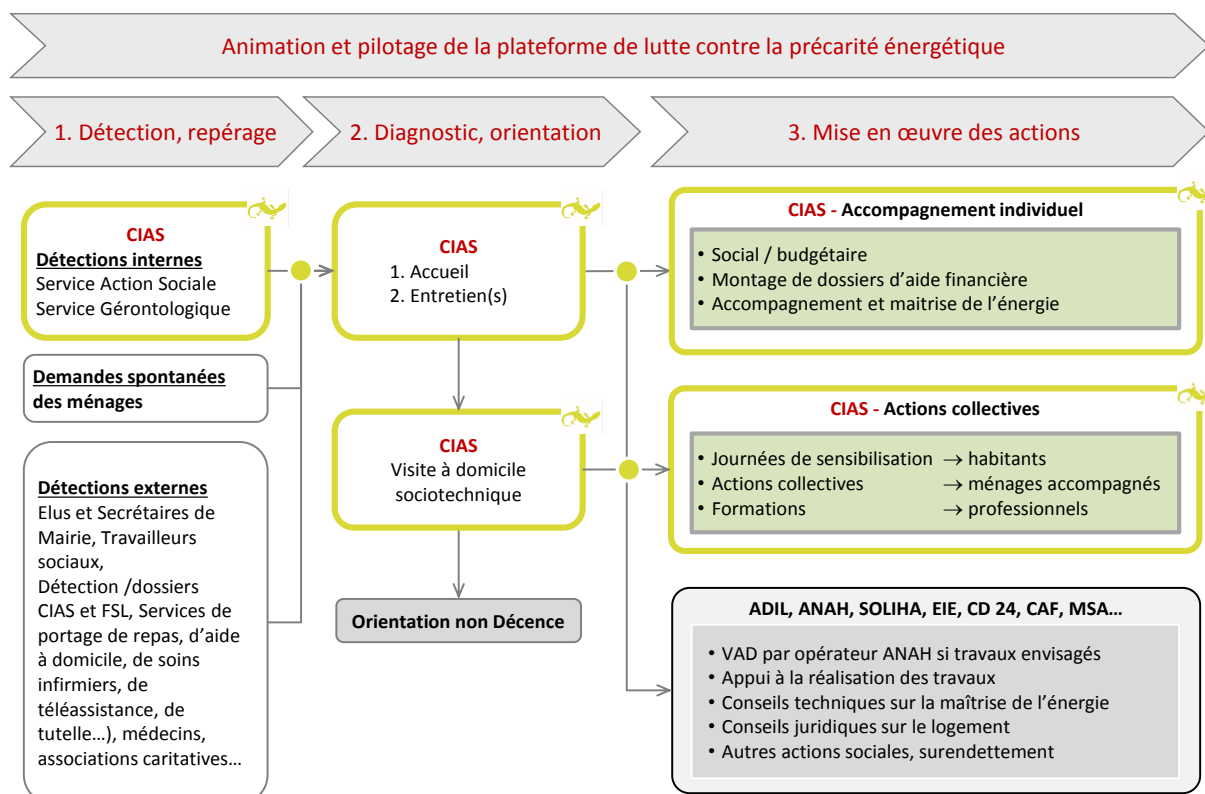 Animation et pilotage de la plateforme de lutte contre la précarité énergétique
1. Détection, repérage
2. Diagnostic, orientation
3. Mise en œuvre des actions
CIAS
Détections internes
Service Action Sociale
Service Gérontologique
Demandes spontanées
des ménages
Détections externes
Elus et Secrétaires de
Mairie, Travailleurs
sociaux,
Détection /dossiers
CIAS et FSL, Services de
portage de repas, d'aide
à domicile, de soins
infirmiers, de
téléassistance, de
tutelle…), médecins,
associations caritatives…
CIAS
1. Accueil
2. Entretien(s)
CIAS
Visite à domicile
sociotechnique
Orientation non Décence
CIAS - Accompagnement individuel
• Social / budgétaire
• Montage de dossiers d'aide financière
• Accompagnement et maitrise de l'énergie
CIAS - Actions collectives
• Journées de sensibilisation → habitants
• Actions collectives → ménages accompagnés
• Formations → professionnels
ADIL, ANAH, SOLIHA, EIE, CD 24, CAF, MSA…
• VAD par opérateur ANAH si travaux envisagés
• Appui à la réalisation des travaux
• Conseils techniques sur la maîtrise de l'énergie
• Conseils juridiques sur le logement
• Autres actions sociales, surendettement